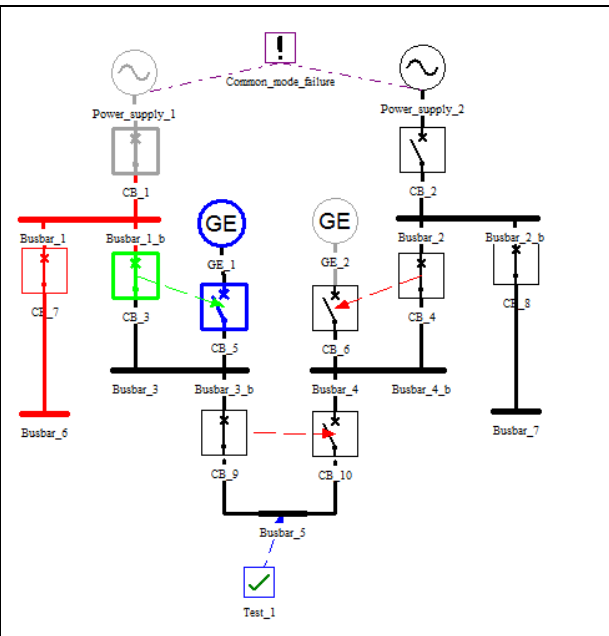 !
Common_mode_failure
Power_supply_1
Power_supply_2
CB_1
CB_2
Busbar_1
Busbar_1_b
GE
GE
Busbar_2
Busbar_2_b
GE_1
GE_2
CB_7
CB_3
CB_5
CB_6
CB_4
CB_8
Busbar_3
Busbar_3_b
Busbar_4
Busbar_4_b
Busbar_6
Busbar_7
CB_9
CB_10
Busbar_5
Test_1